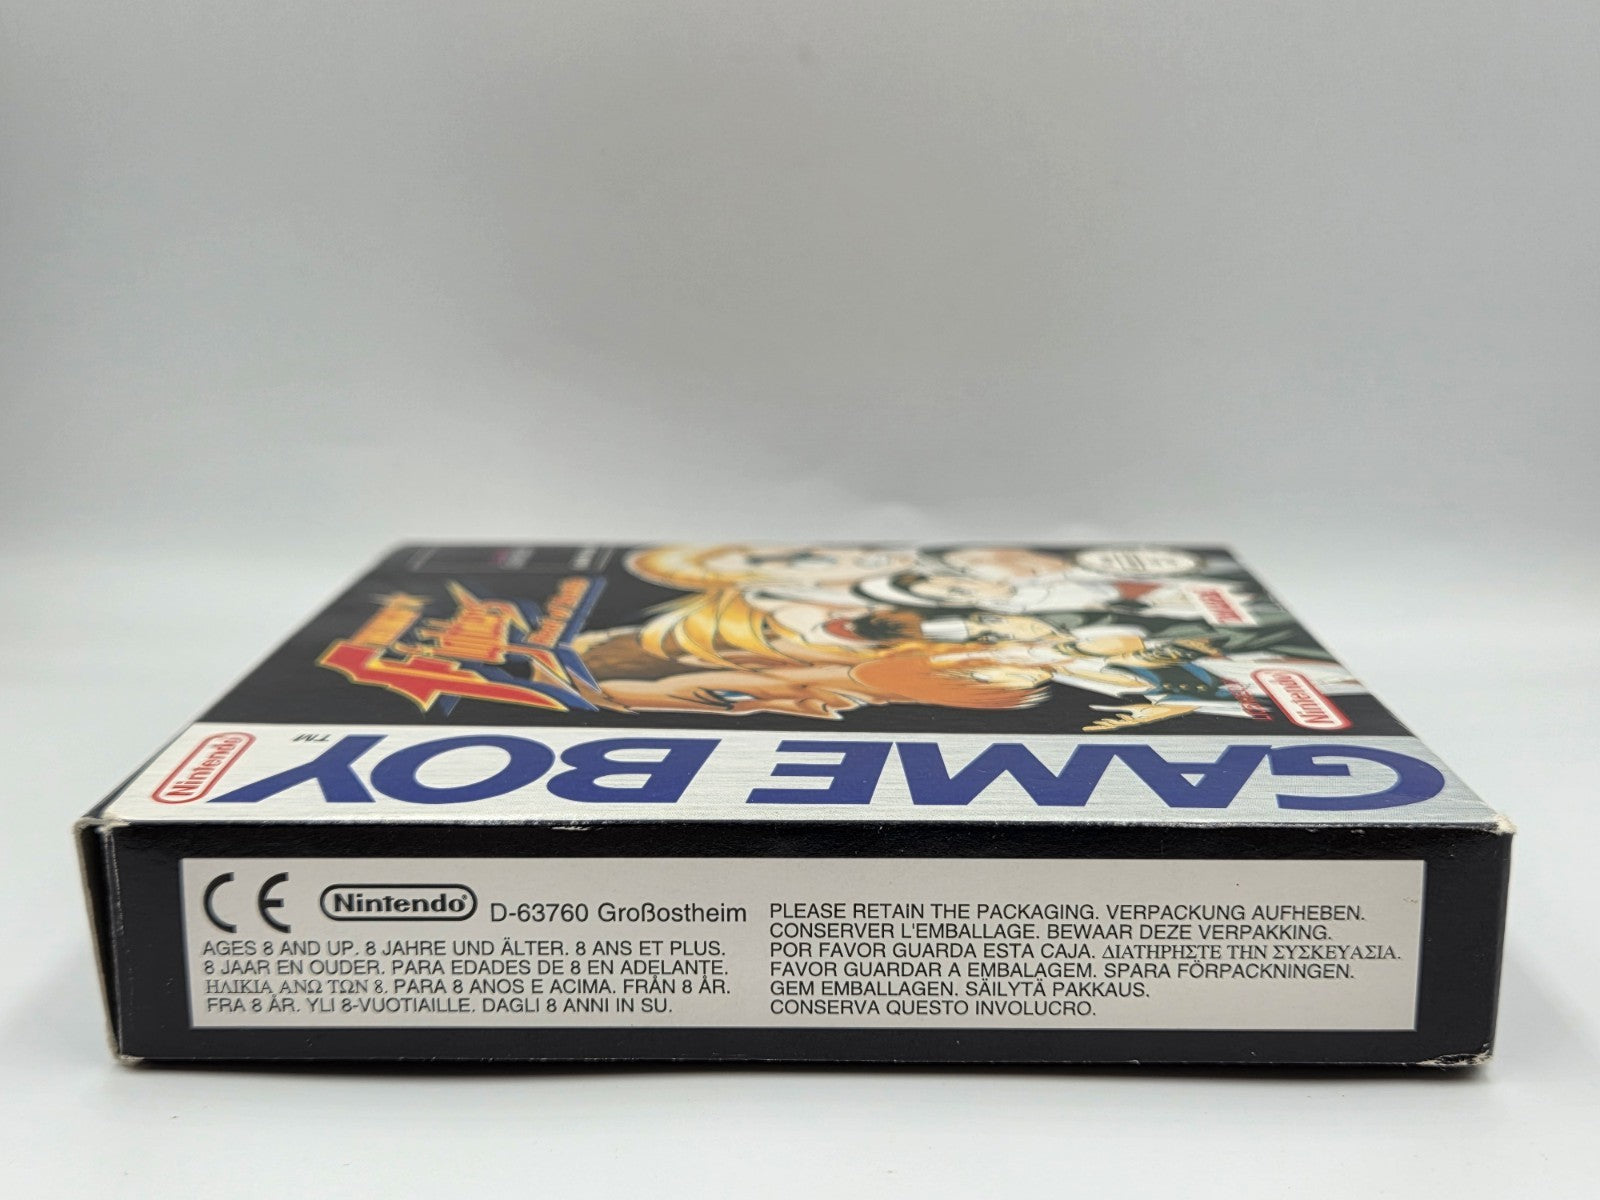 Fighters
Nintendo
TAKARA
Nintendo
GAME BOY
TM
CE
Nintendo®
D-63760 Großostheim
AGES 8 AND UP. 8 JAHRE UND ÄLTER. 8 ANS ET PLUS.
8 JAAR EN OUDER. PARA EDADES DE 8 EN ADELANTE.
ΗΛΙΚΙΑ ΑΝΩ ΤΩΝ 8. PARA 8 ANOS E ACIMA. FRÅN 8 ÅR.
FRA 8 ÅR. YLI 8-VUOTIAILLE. DAGLI 8 ANNI IN SU.
PLEASE RETAIN THE PACKAGING. VERPACKUNG AUFHEBEN.
CONSERVER L'EMBALLAGE. BEWAAR DEZE VERPAKKING.
POR FAVOR GUARDA ESTA CAJA. ΔΙΑΤΗΡΗΣΤΕ ΤΗΝ ΣΥΣΚΕΥΑΣΙΑ.
FAVOR GUARDAR A EMBALAGEM. SPARA FÖRPACKNINGEN.
GEM EMBALLAGEN. SÄILYTÄ PAKKAUS.
CONSERVA QUESTO INVOLUCRO.